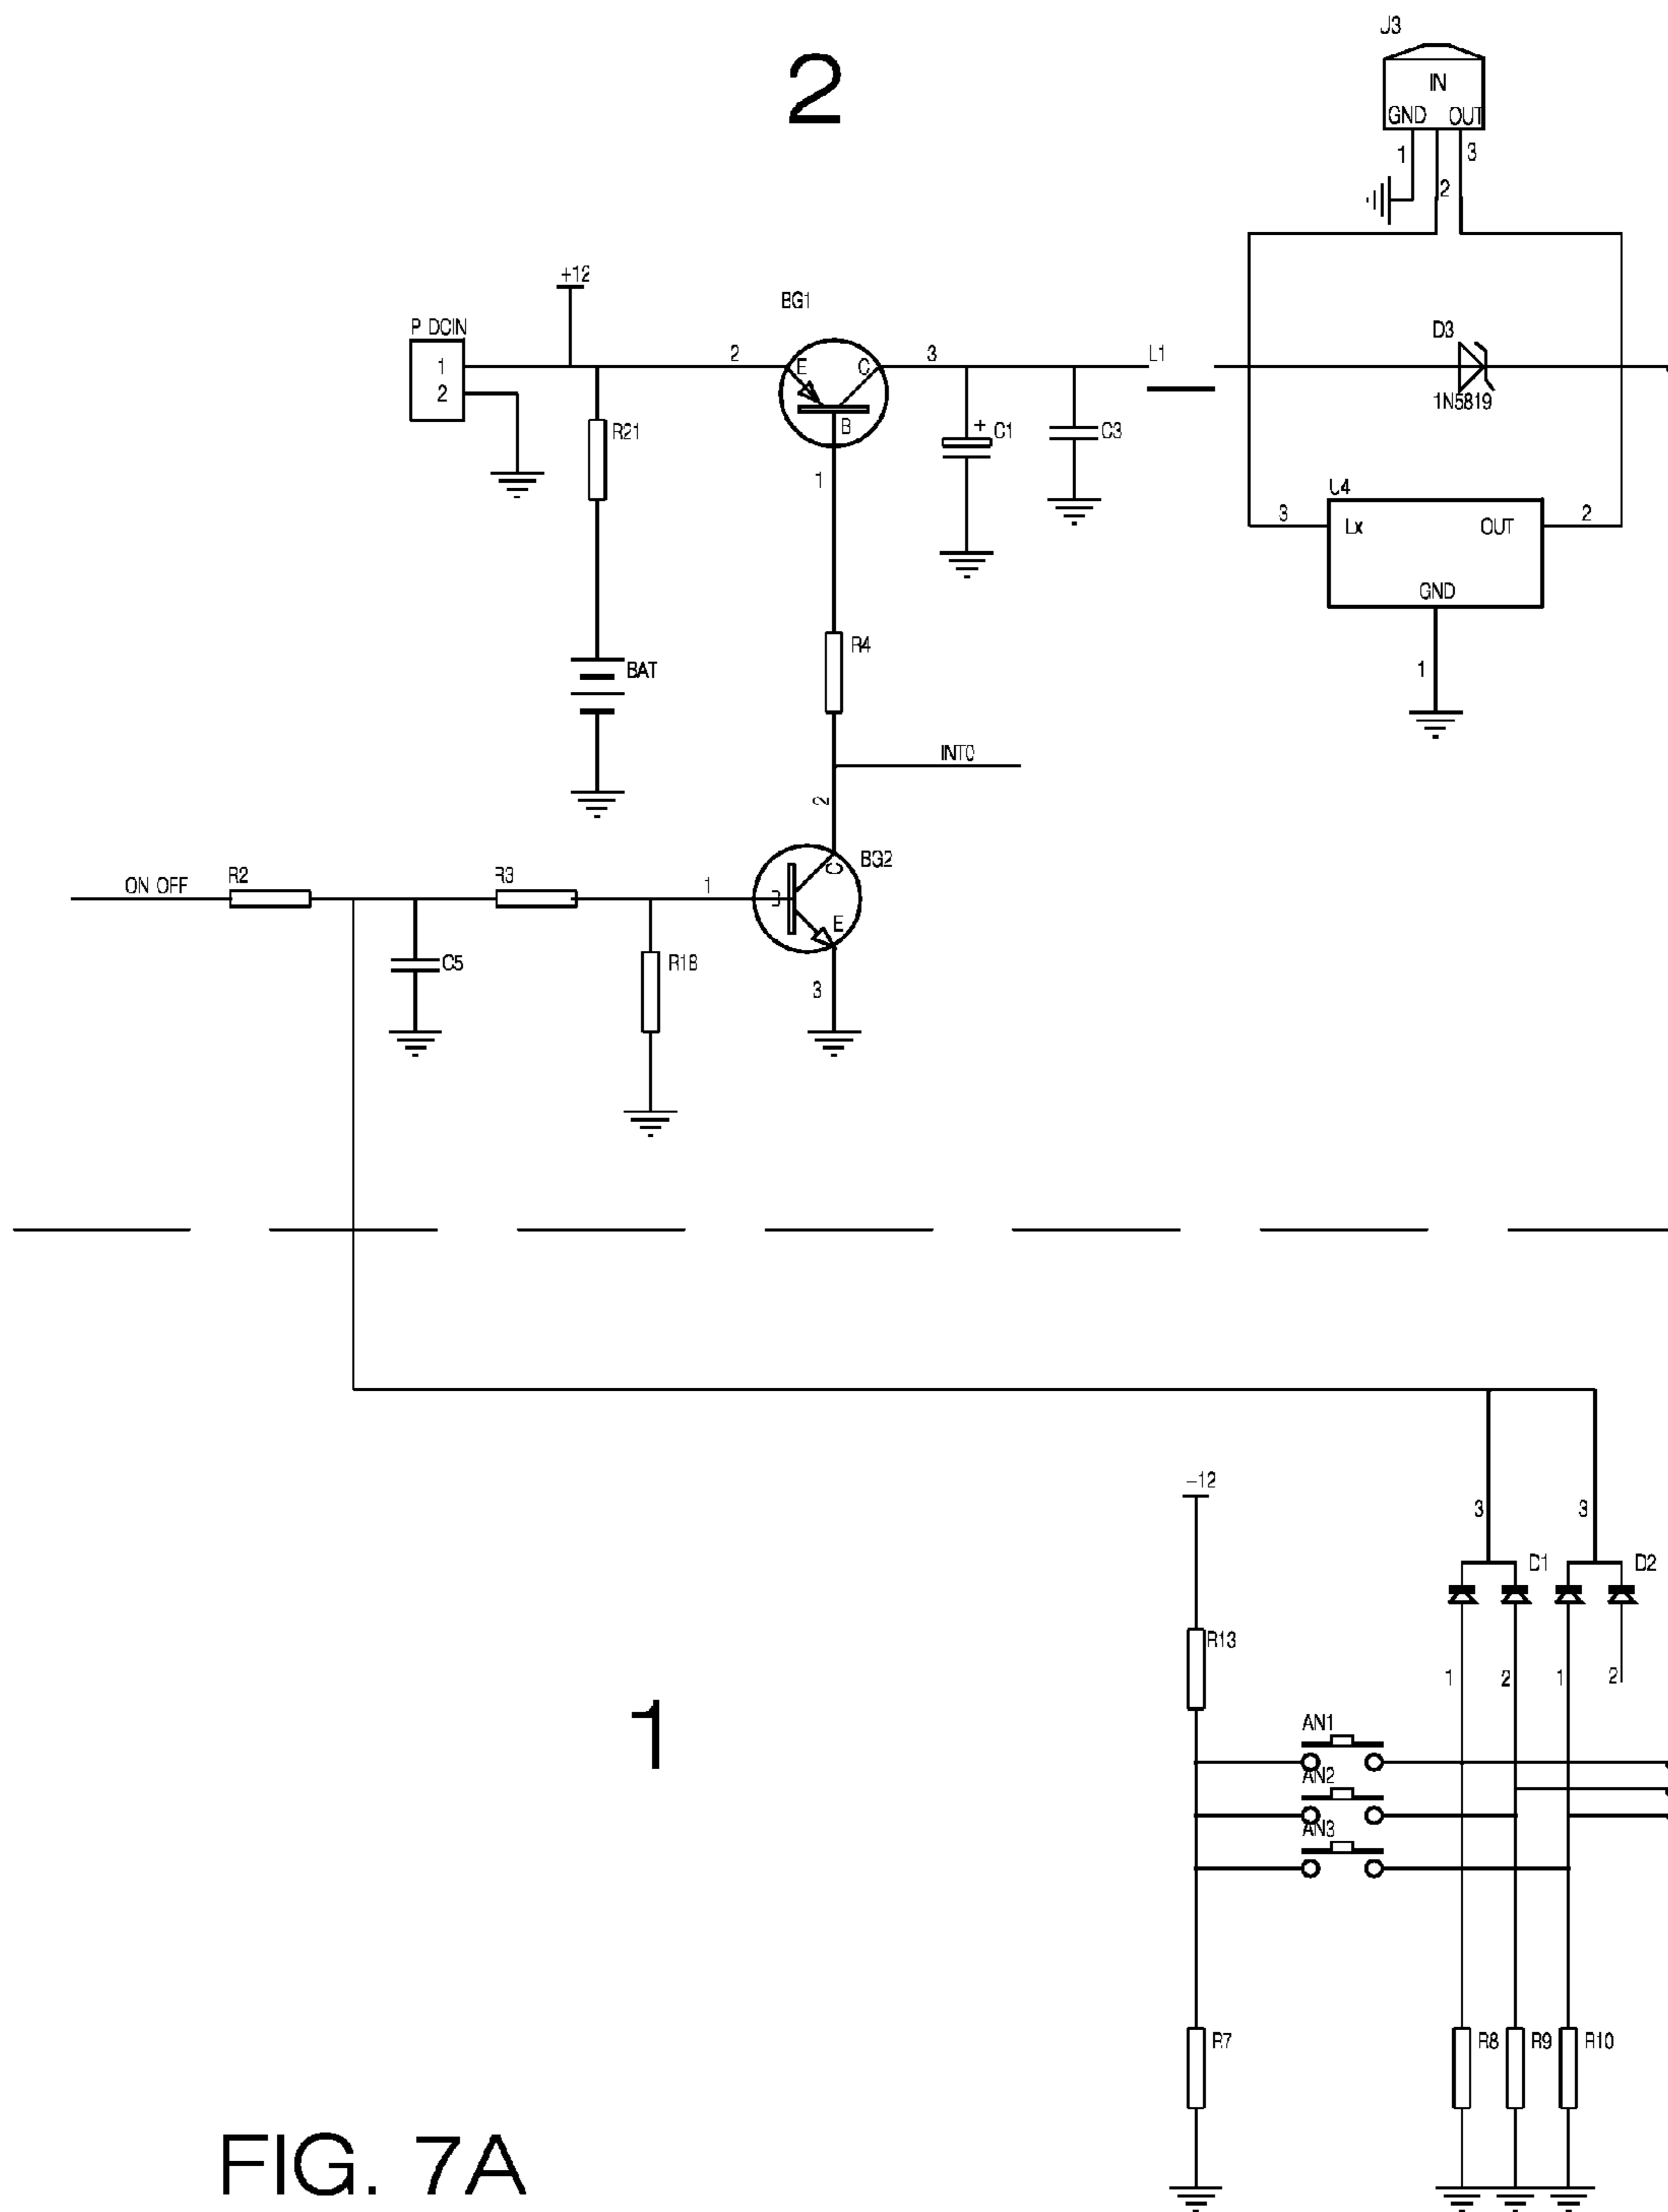 J3
2
IN
GND OUT
1 3
2
+12
BG1
P DCIN
D3
1 2 E C 3 L1
2
1N5819
R21 B + C1 C3
1
U4
3 Lx OUT 2
GND
R4
BAT 1
INT0
2
BG2
C
ON OFF R2 R3 1 B
E
C5 R18
3
-12
3 3
D1 D2
R13
1 2 1 2
AN1
AN2
AN3
1
R7 R8 R9 R10
FIG. 7A